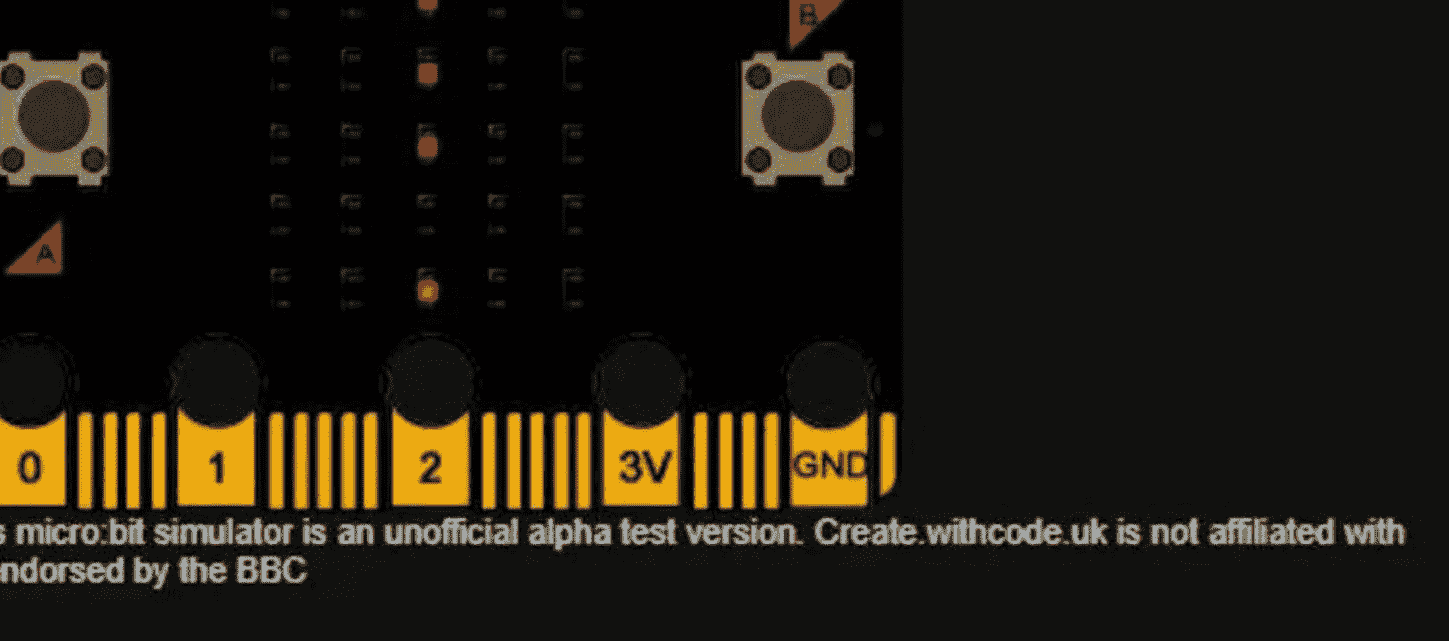 B
A
0 1 2 3V GND
s micro:bit simulator is an unofficial alpha test version. Create.withcode.uk is not affiliated with
ndorsed by the BBC